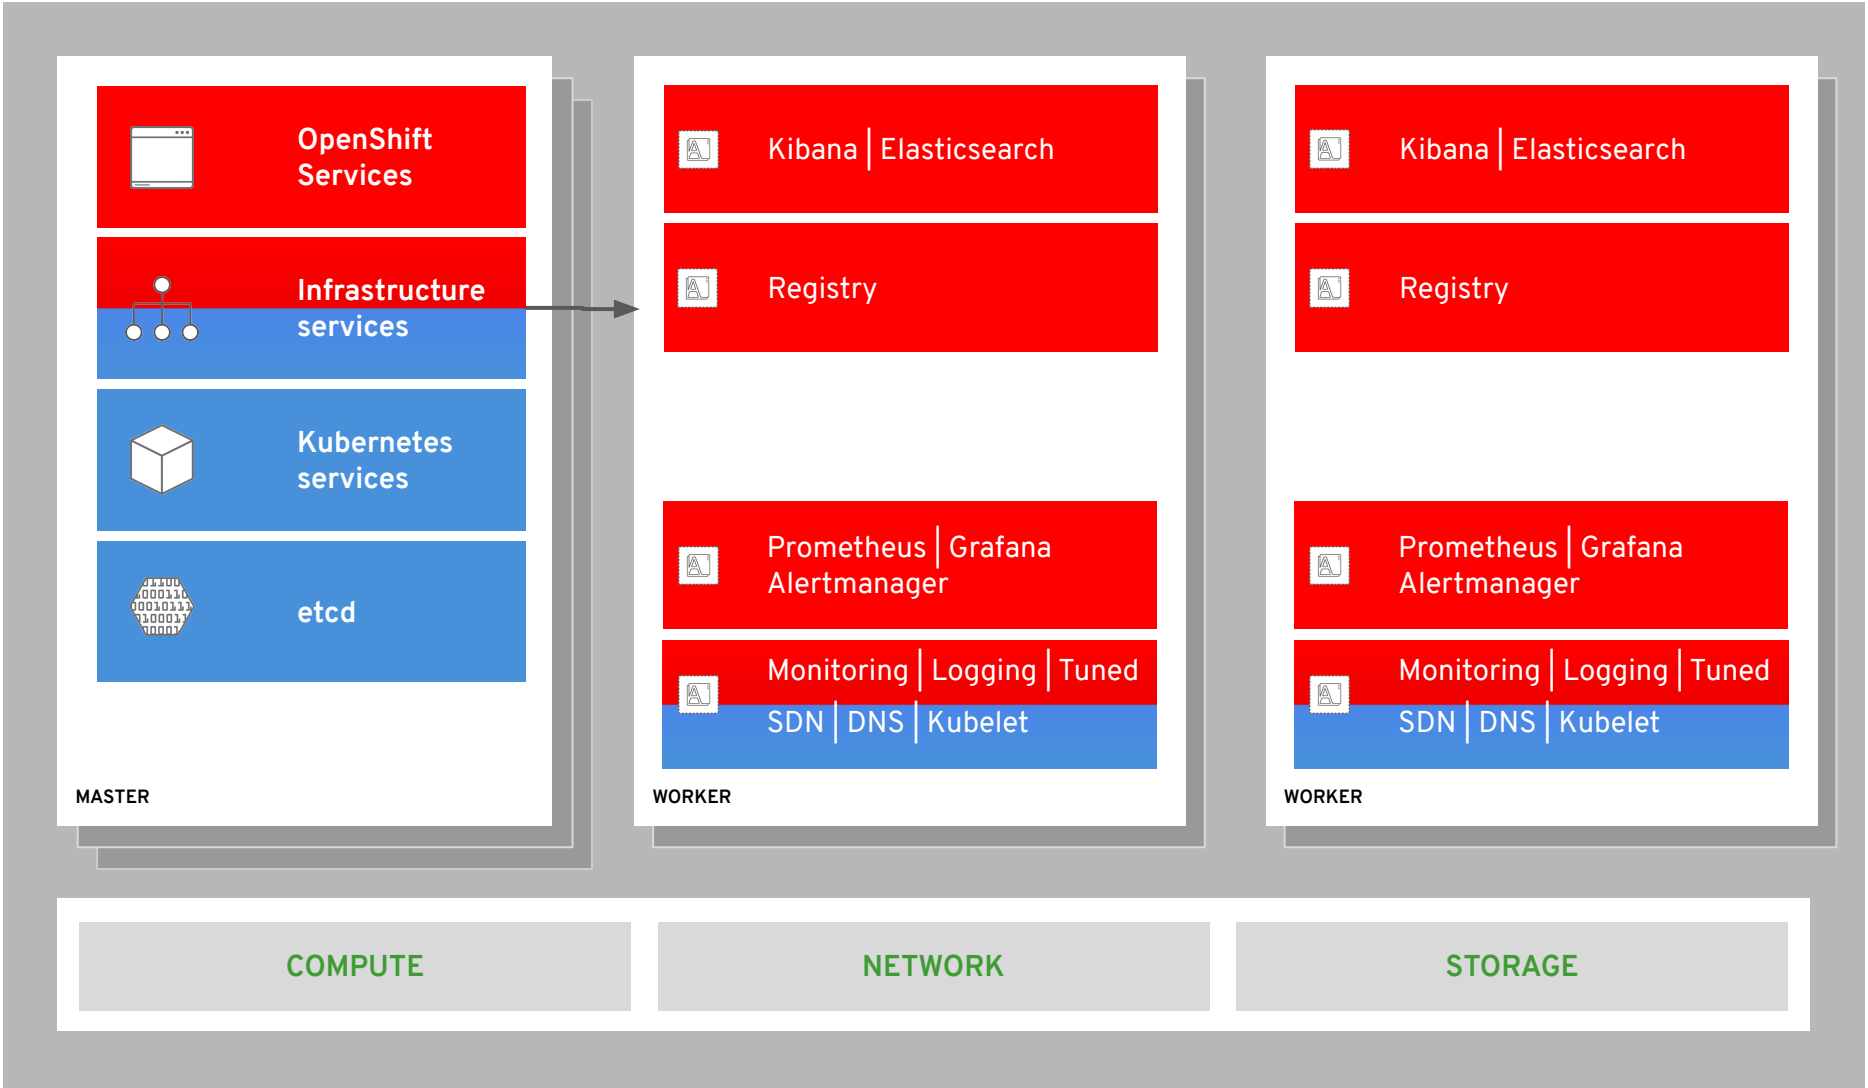 OpenShift
Services
Infrastructure
services
Kubernetes
services
etcd
MASTER
Kibana | Elasticsearch
Registry
Prometheus | Grafana
Alertmanager
Monitoring | Logging | Tuned
SDN | DNS | Kubelet
WORKER
Kibana | Elasticsearch
Registry
Prometheus | Grafana
Alertmanager
Monitoring | Logging | Tuned
SDN | DNS | Kubelet
WORKER
COMPUTE
NETWORK
STORAGE